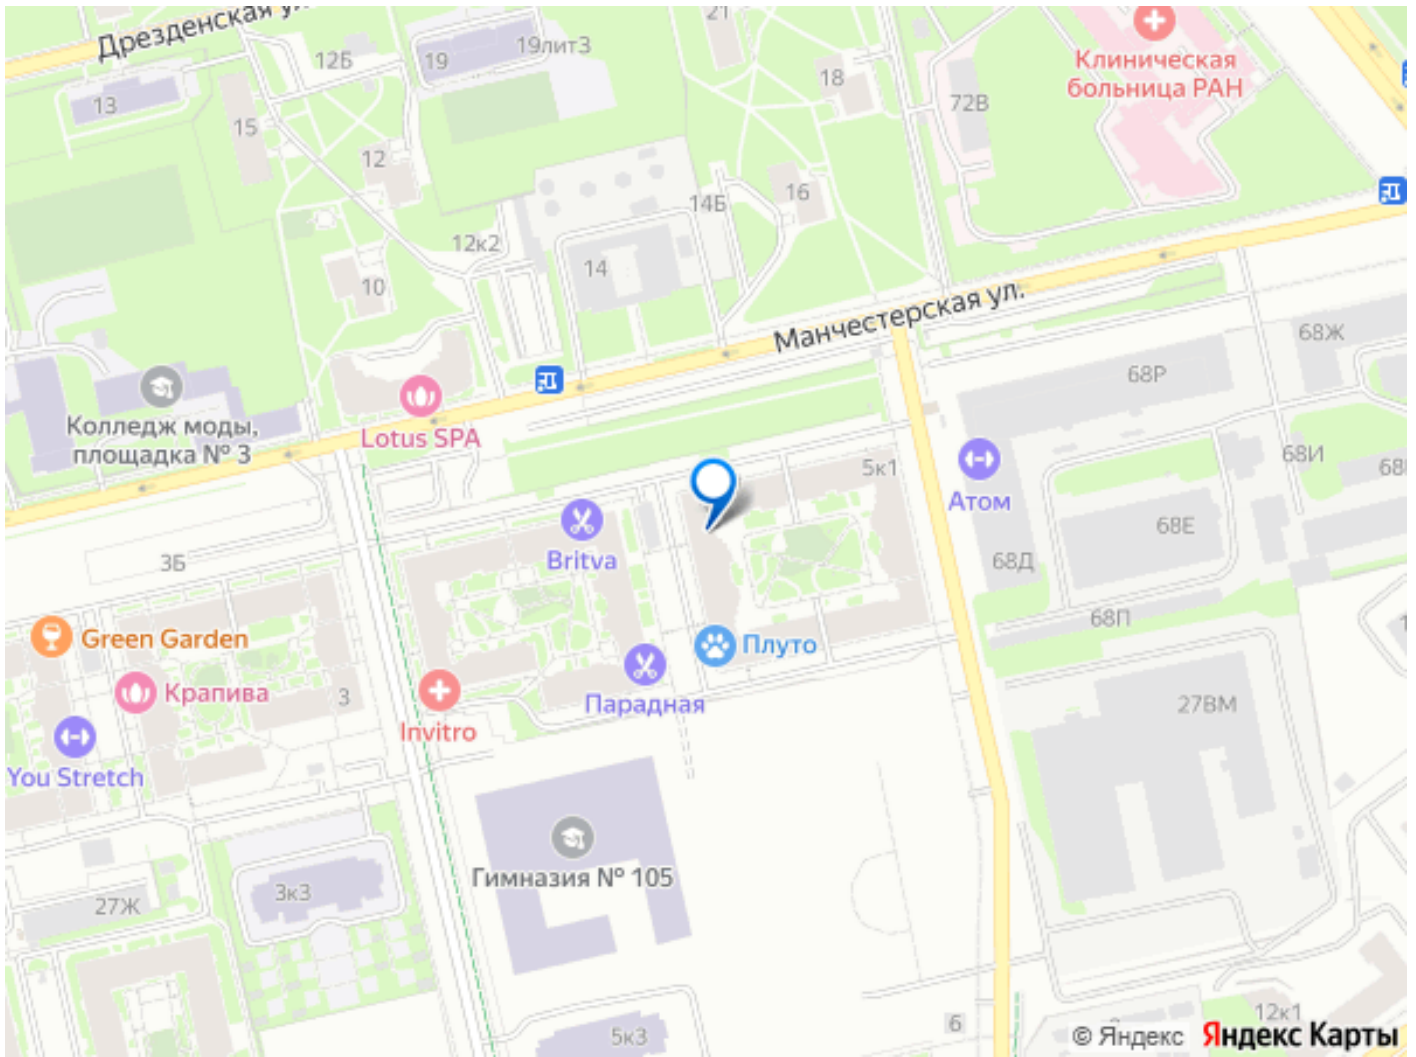 Дрезденская ул.
21
12Б
19
19литЗ
Клиническая
больница РАН
18
13
15
72В
12
16
14Б
12к2
14
10
Манчестерская ул.
68Ж
68Р
Колледж моды,
площадка № 3
Lotus SPA
5к1
68И
Атом
68Е
Britva
3Б
68Д
68П
Green Garden
Плуто
Крапива
3
Парадная
27ВМ
Invitro
You Stretch
Гимназия № 105
3к3
27Ж
12к1
6
5к3
© Яндекс Яндекс Карты